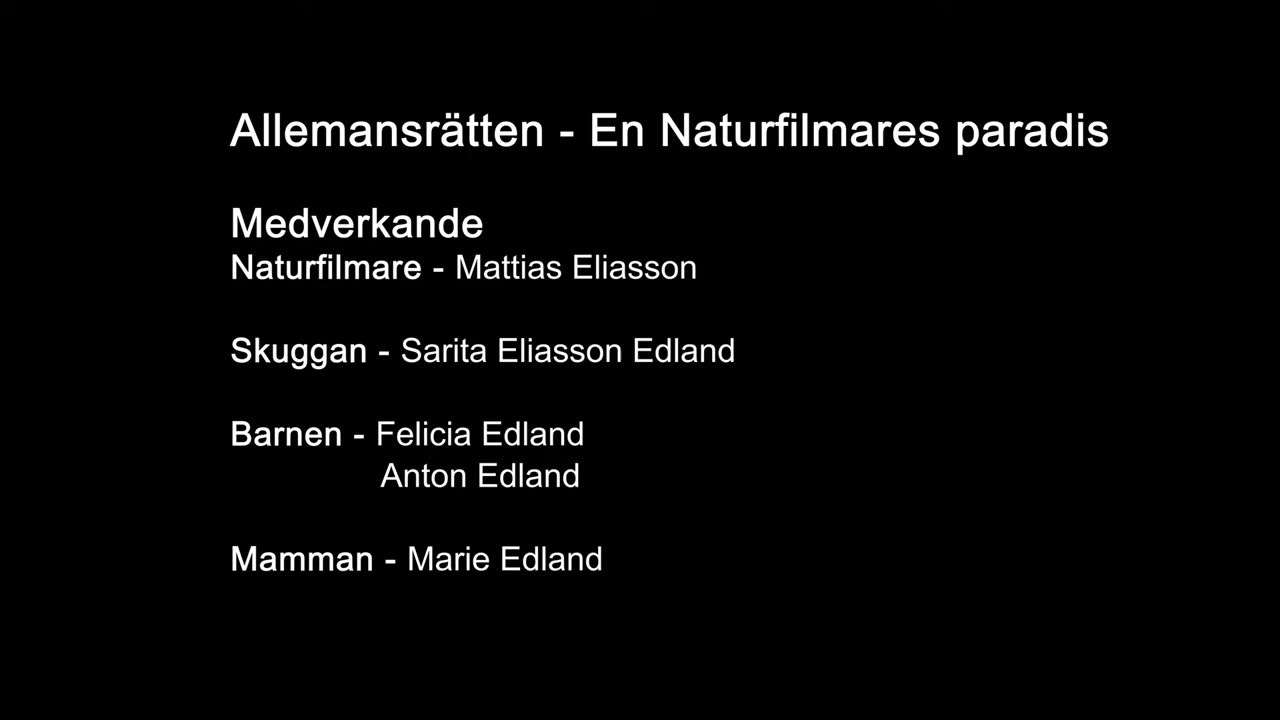 Allemansrätten - En Naturfilmares paradis
Medverkande
Naturfilmare - Mattias Eliasson
Skuggan - Sarita Eliasson Edland
Barnen - Felicia Edland
Anton Edland
Mamman - Marie Edland